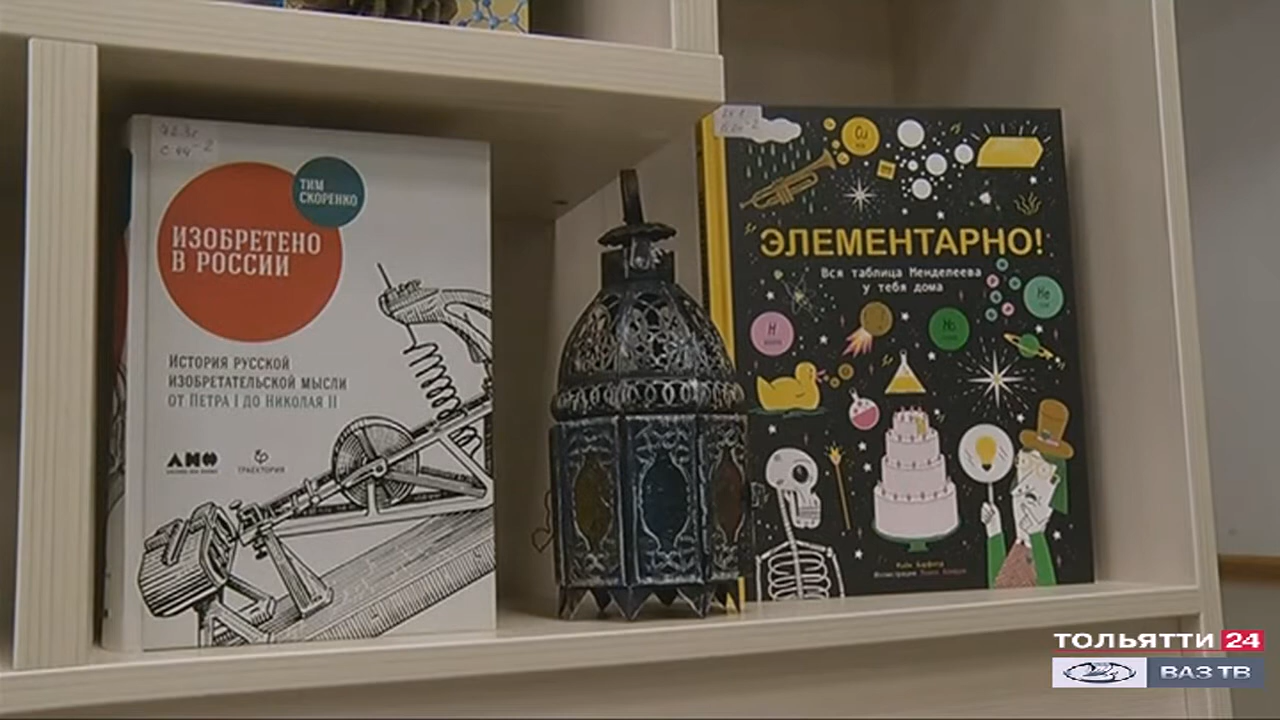 ТИМ
СКОРЕНКО
ИЗОБРЕТЕНО
В РОССИИ
ИСТОРИЯ РУССКОЙ
ИЗОБРЕТАТЕЛЬСКОЙ МЫСЛИ
ОТ ПЕТРА I ДО НИКОЛАЯ II
ТРАЕКТОРИЯ
Cu
ЭЛЕМЕНТАРНО!
Вся таблица Менделеева
у тебя дома
H
He
ТОЛЬЯТТИ 24
ВАЗ ТВ